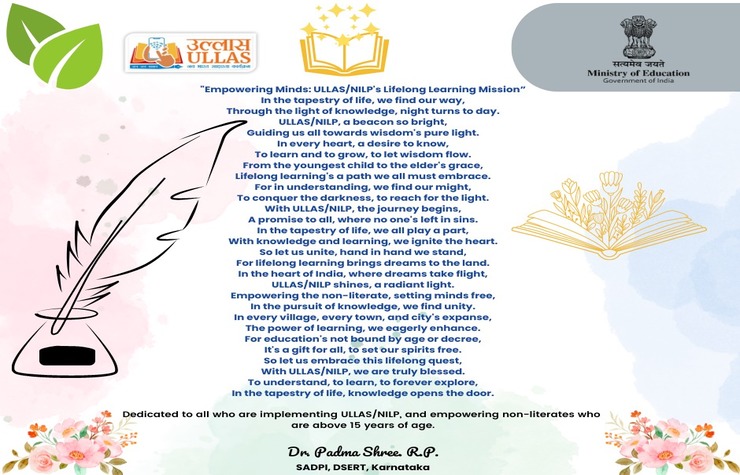 उल्लास
ULLAS
सत्यमेव जयते
Ministry of Education
Government of India
"Empowering Minds: ULLAS/NILP's Lifelong Learning Mission”
In the tapestry of life, we find our way,
Through the light of knowledge, night turns to day.
ULLAS/NILP, a beacon so bright,
Guiding us all towards wisdom's pure light.
In every heart, a desire to know,
To learn and to grow, to let wisdom flow.
From the youngest child to the elder's grace,
Lifelong learning's a path we all must embrace.
For in understanding, we find our might,
To conquer the darkness, to reach for the light.
With ULLAS/NILP, the journey begins,
A promise to all, where no one's left in sins.
In the tapestry of life, we all play a part,
With knowledge and learning, we ignite the heart.
So let us unite, hand in hand we stand,
For lifelong learning brings dreams to the land.
In the heart of India, where dreams take flight,
ULLAS/NILP shines, a radiant light.
Empowering the non-literate, setting minds free,
In the pursuit of knowledge, we find unity.
In every village, every town, and city's expanse,
The power of learning, we eagerly enhance.
For education's not bound by age or decree,
It's a gift for all, to set our spirits free.
So let us embrace this lifelong quest,
With ULLAS/NILP, we are truly blessed.
To understand, to learn, to forever explore,
In the tapestry of life, knowledge opens the door.
Dedicated to all who are implementing ULLAS/NILP, and empowering non-literates who
are above 15 years of age.
Dr. Padma Shree. R.P.
SADPI, DSERT, Karnataka